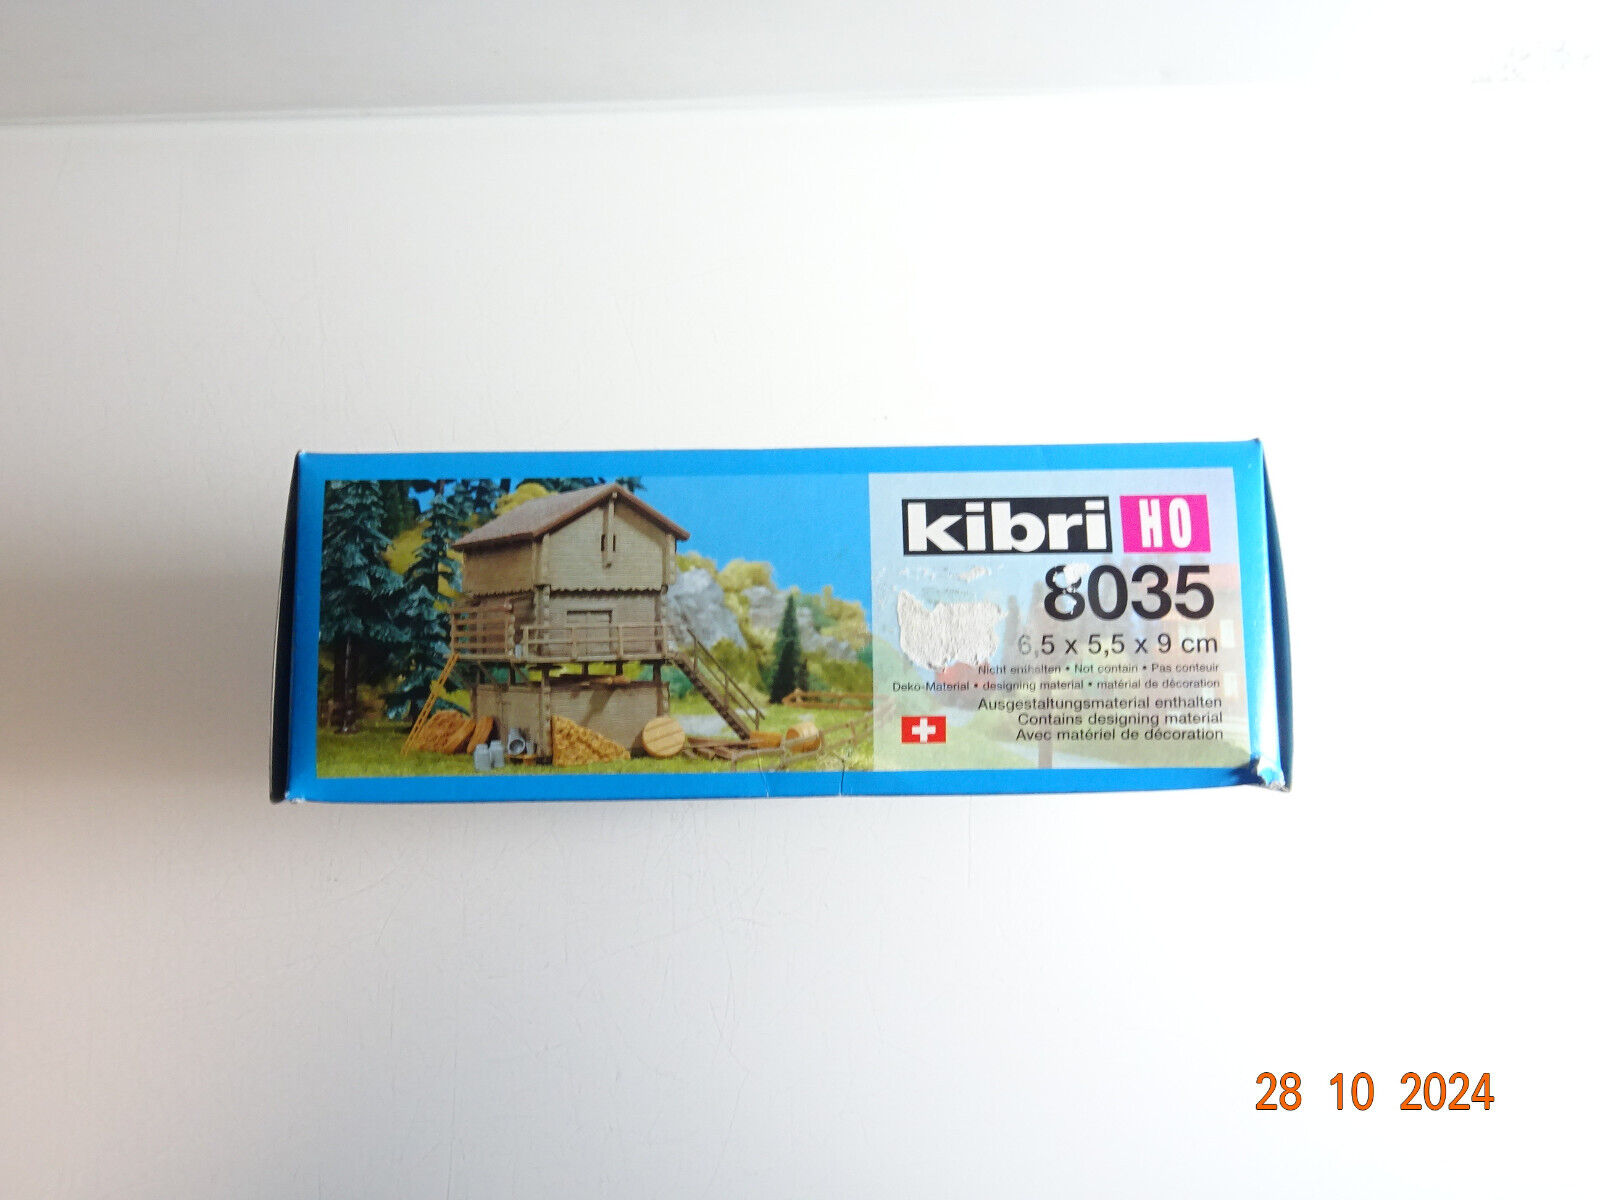 kibri H0
8035
6,5 x 5,5 x 9 cm
Nicht enthalten • Not contain • Pas conteuir
Deko-Material • designing material • matérial de décoration
Ausgestaltungsmaterial enthalten
Contains designing material
Avec matériel de décoration
28 10 2024